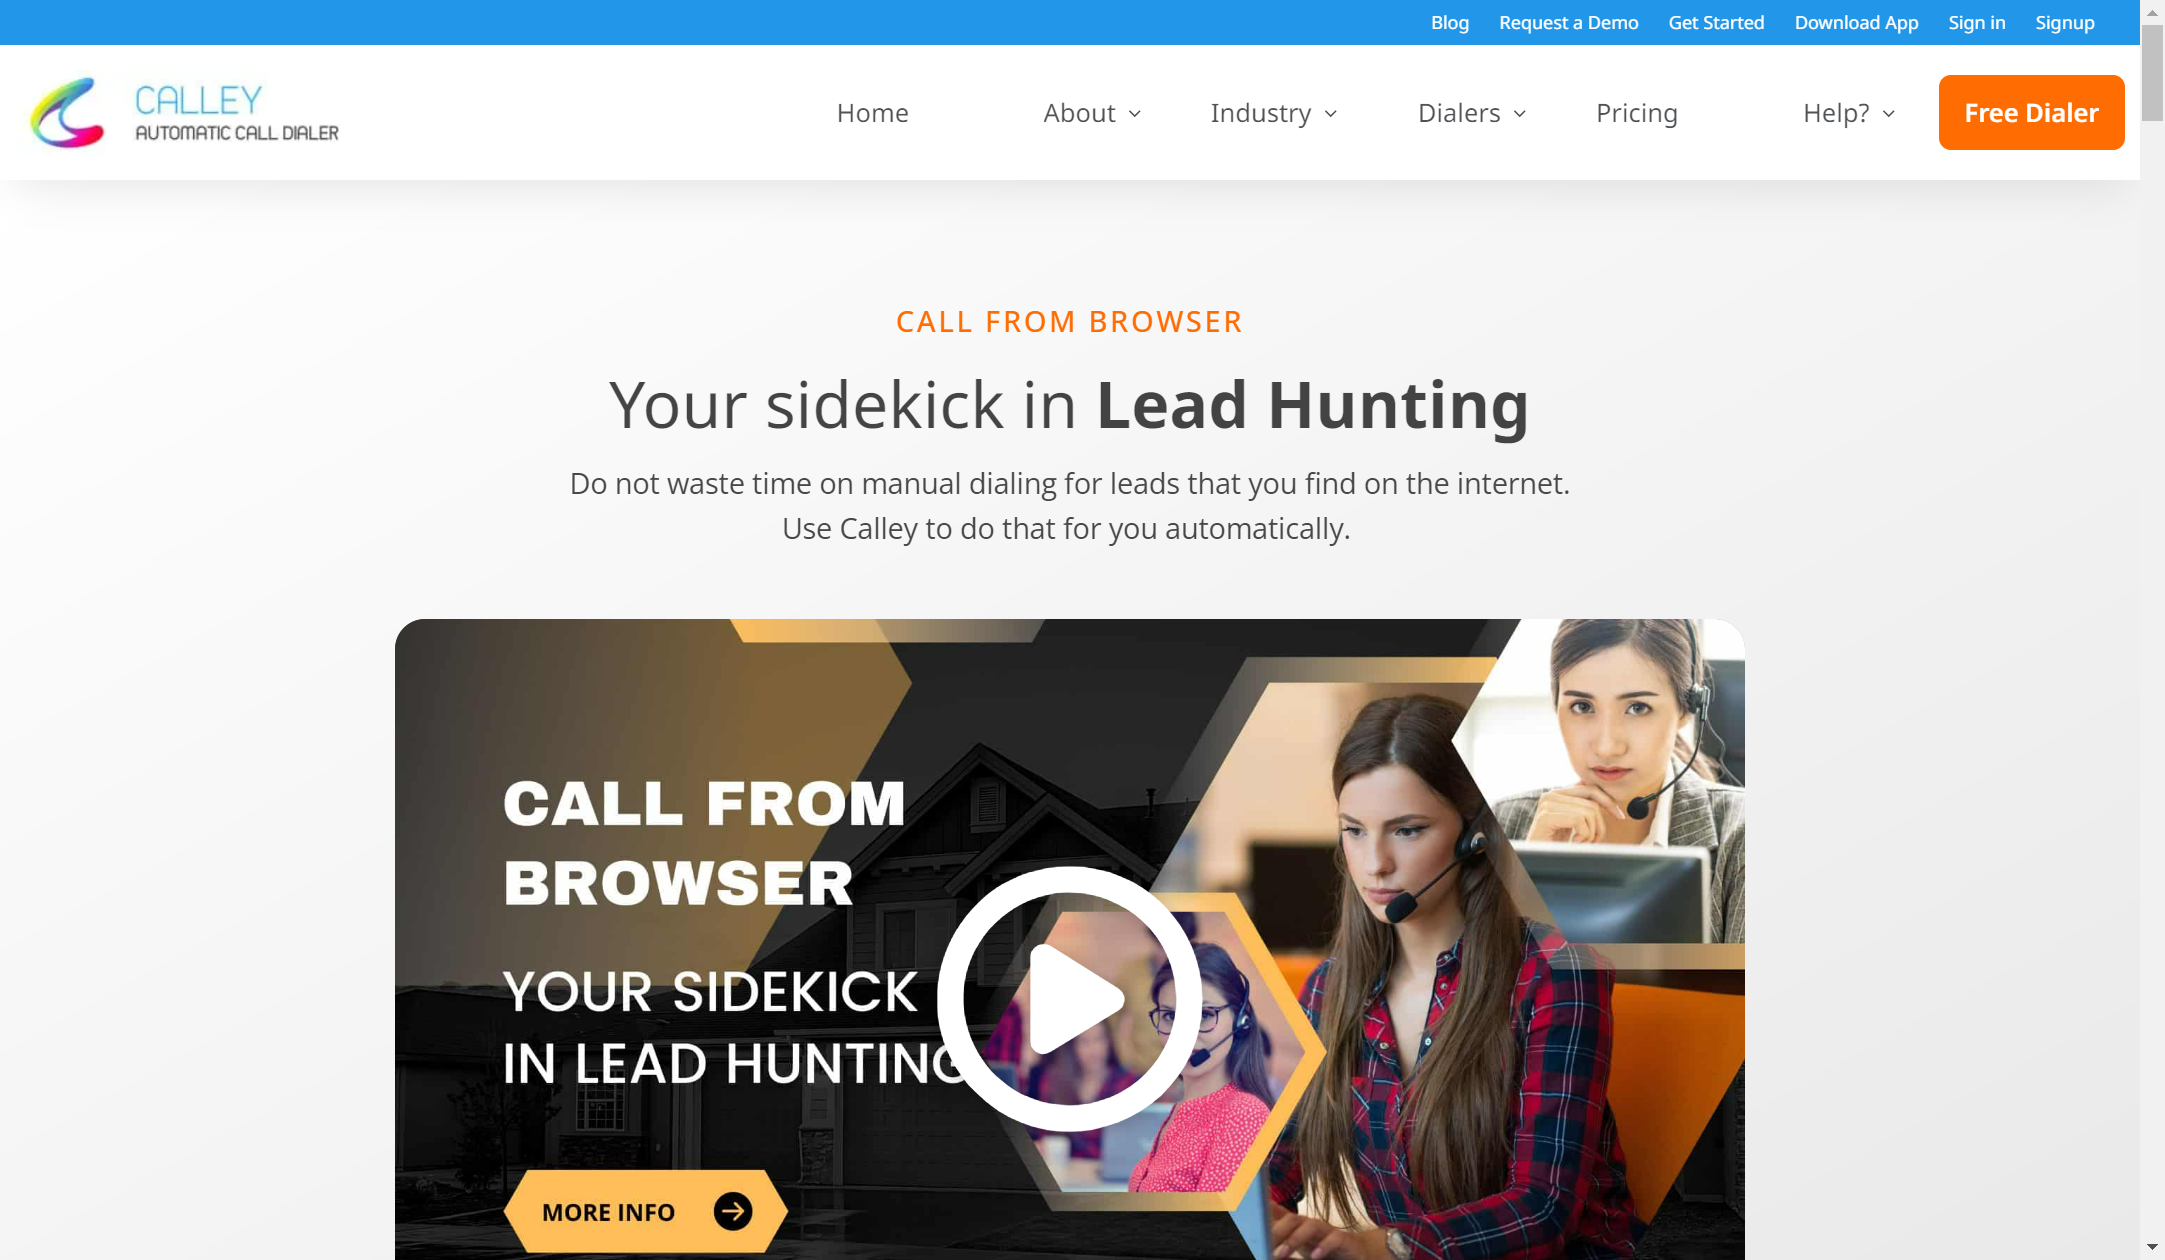 Blog Request a Demo Get Started Download App Sign in Signup
CALLEY
AUTOMATIC CALL DIALER
Home About Industry Dialers Pricing Help? Free Dialer
CALL FROM BROWSER
Your sidekick in Lead Hunting
Do not waste time on manual dialing for leads that you find on the internet.
Use Calley to do that for you automatically.
CALL FROM
BROWSER
YOUR SIDEKICK
IN LEAD HUNTING
MORE INFO